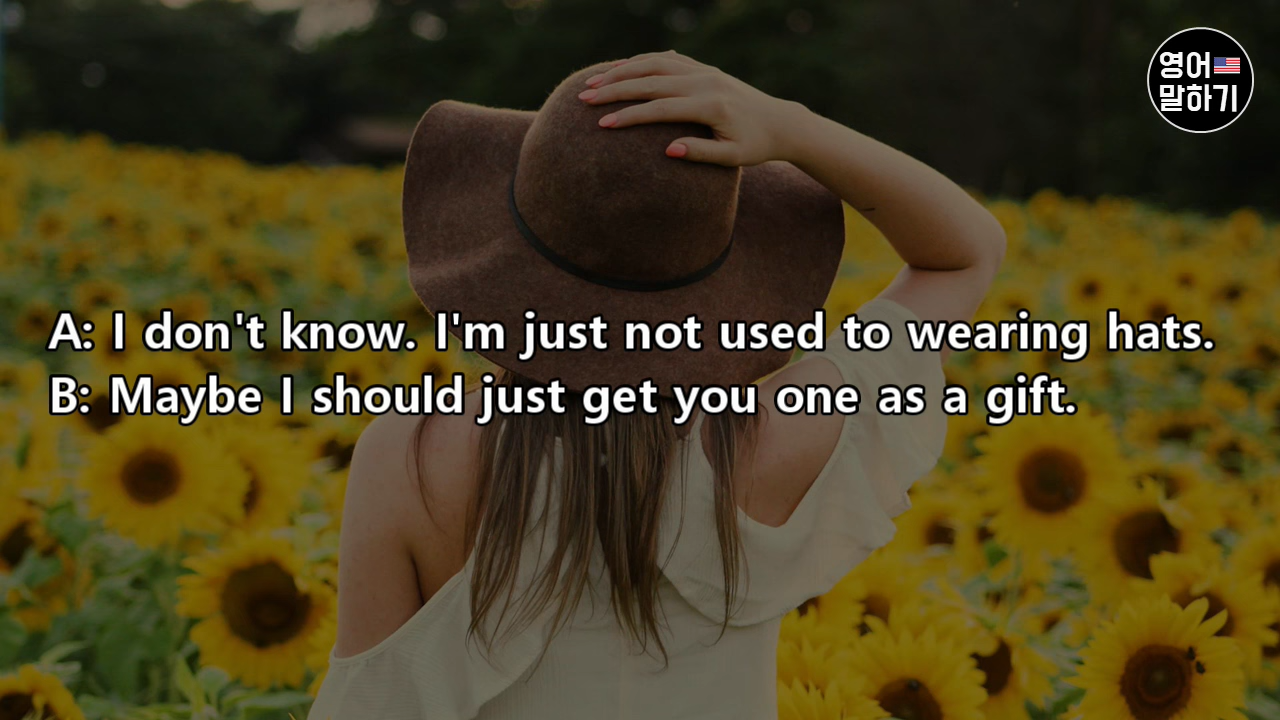 영어
말하기
A: I don't know. I'm just not used to wearing hats.
B: Maybe I should just get you one as a gift.